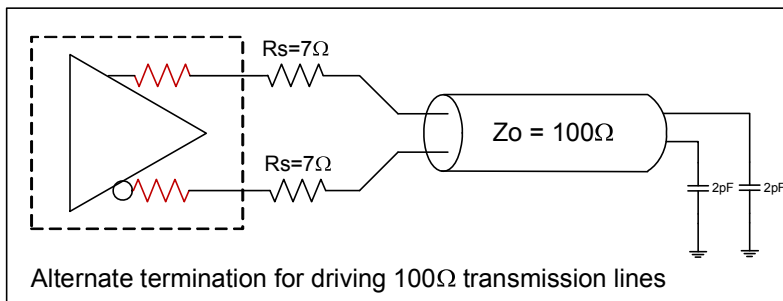 Rs=7Ω
Zo = 100Ω
Rs=7Ω
2pF
2pF
Alternate termination for driving 100Ω transmission lines